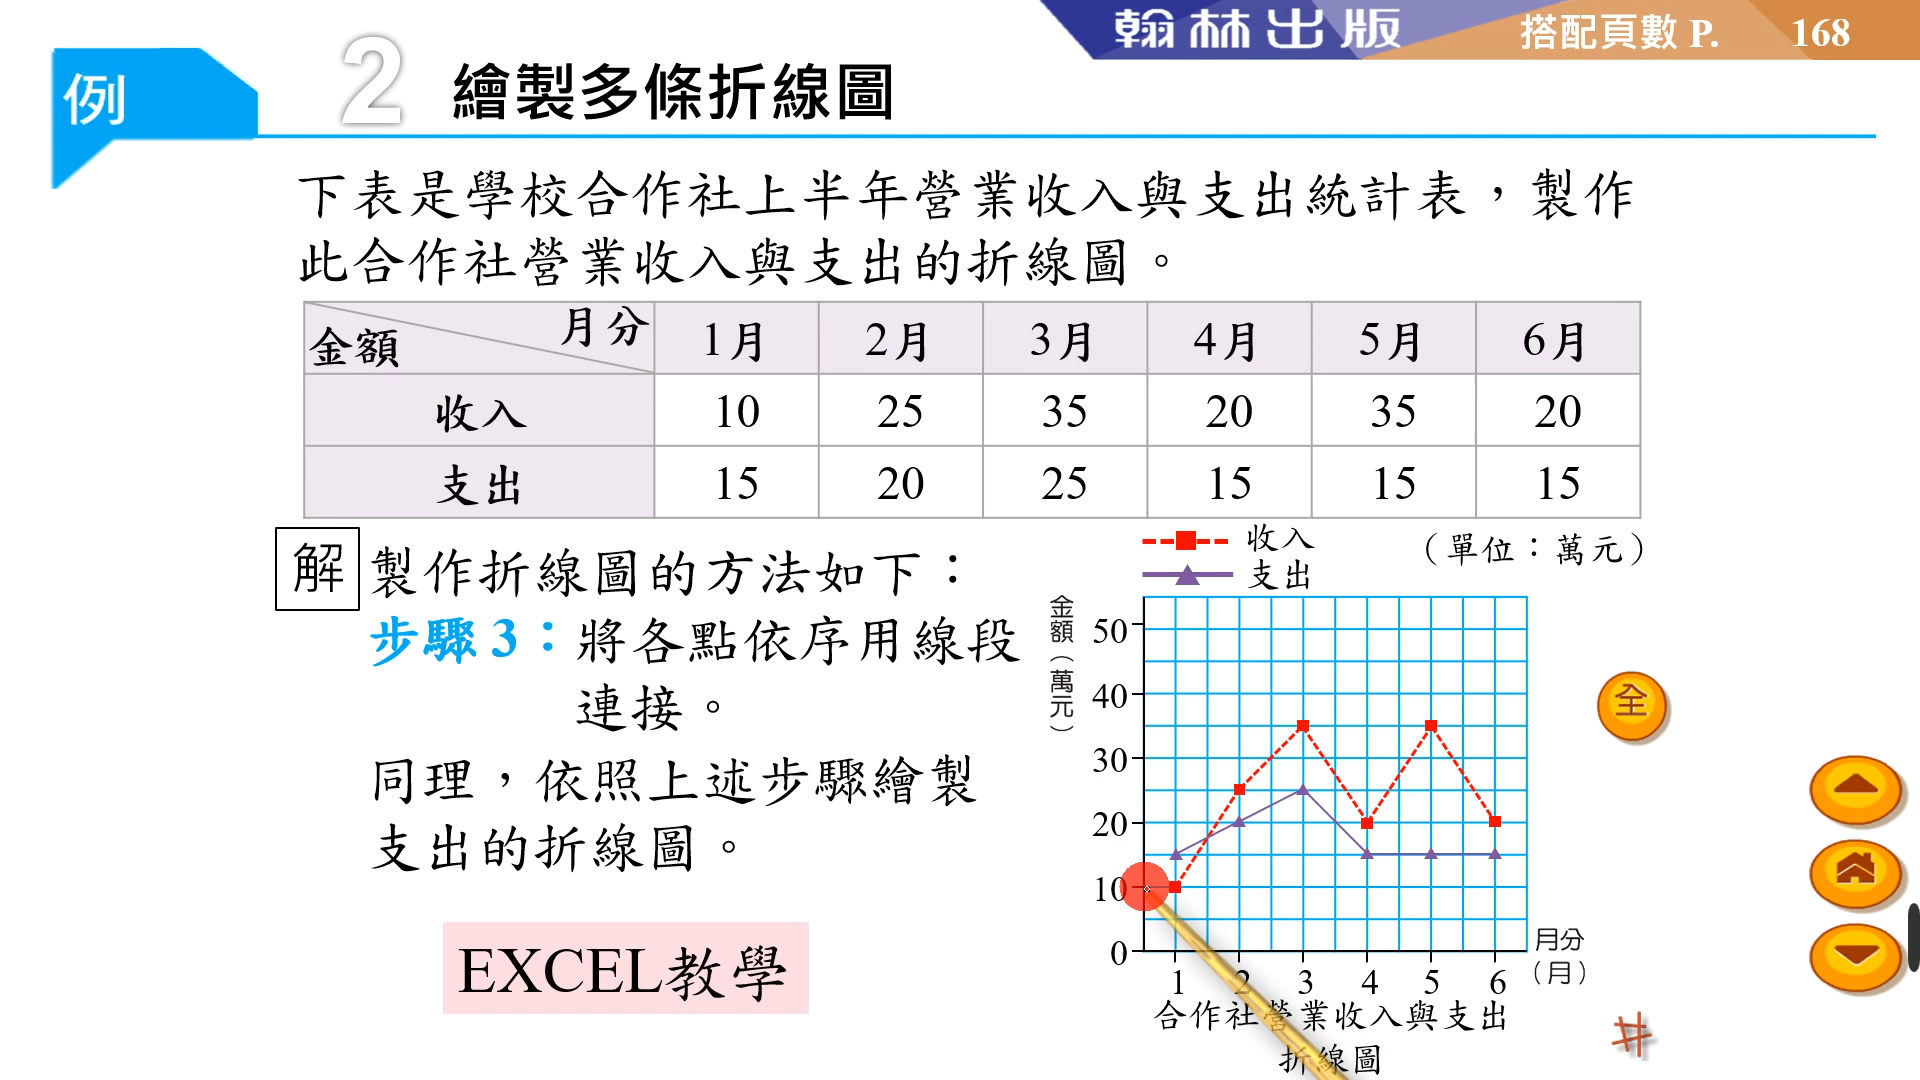 翰林出版
搭配頁數 P. 168
例 2 繪製多條折線圖
下表是學校合作社上半年營業收入與支出統計表，製作
此合作社營業收入與支出的折線圖。
金額 月分 1月 2月 3月 4月 5月 6月
收入 10 25 35 20 35 20
支出 15 20 25 15 15 15
解 製作折線圖的方法如下：
步驟3：將各點依序用線段
連接。
同理，依照上述步驟繪製
支出的折線圖。
EXCEL教學
收入
支出
（單位：萬元）
金額（萬元）
50
40
30
20
10
0
1 2 3 4 5 6
月分
（月）
合作社營業收入與支出
折線圖
全